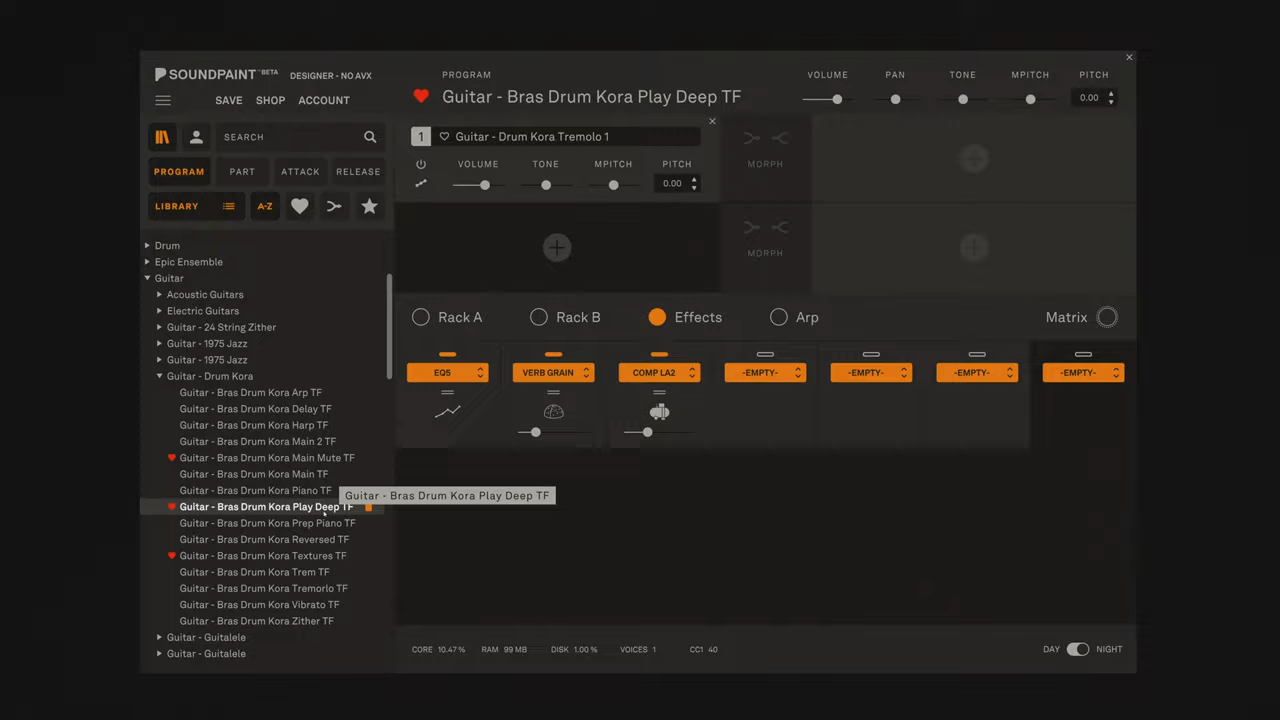 SOUNDPAINT BETA DESIGNER - NO AVX
SAVE SHOP ACCOUNT
SEARCH
PROGRAM PART ATTACK RELEASE
LIBRARY A-Z
Drum
Epic Ensemble
Guitar
Acoustic Guitars
Electric Guitars
Guitar - 24 String Zither
Guitar - 1975 Jazz
Guitar - 1975 Jazz
Guitar - Drum Kora
Guitar - Bras Drum Kora Arp TF
Guitar - Bras Drum Kora Delay TF
Guitar - Bras Drum Kora Harp TF
Guitar - Bras Drum Kora Main 2 TF
Guitar - Bras Drum Kora Main Mute TF
Guitar - Bras Drum Kora Main TF
Guitar - Bras Drum Kora Piano TF
Guitar - Bras Drum Kora Play Deep TF
Guitar - Bras Drum Kora Play Deep TF
Guitar - Bras Drum Kora Prep Piano TF
Guitar - Bras Drum Kora Reversed TF
Guitar - Bras Drum Kora Textures TF
Guitar - Bras Drum Kora Trem TF
Guitar - Bras Drum Kora Tremorlo TF
Guitar - Bras Drum Kora Vibrato TF
Guitar - Bras Drum Kora Zither TF
Guitar - Guitalele
Guitar - Guitalele
PROGRAM
Guitar - Bras Drum Kora Play Deep TF
VOLUME PAN TONE MPITCH PITCH
0.00
1 Guitar - Drum Kora Tremolo 1
VOLUME TONE MPITCH PITCH
0.00
MORPH
MORPH
Rack A Rack B Effects Arp Matrix
EQ5 VERB GRAIN COMP LA2 -EMPTY- -EMPTY- -EMPTY- -EMPTY-
CORE 10.47 % RAM 99 MB DISK 1.00 % VOICES 1 CC1 40 DAY NIGHT